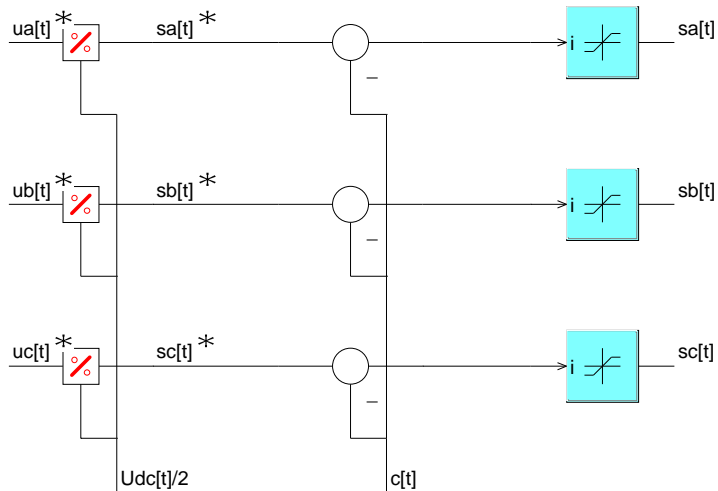 ua[t]* sa[t]* sa[t]
i
−
ub[t]* sb[t]* sb[t]
i
−
uc[t]* sc[t]* sc[t]
i
−
Udc[t]/2 c[t]